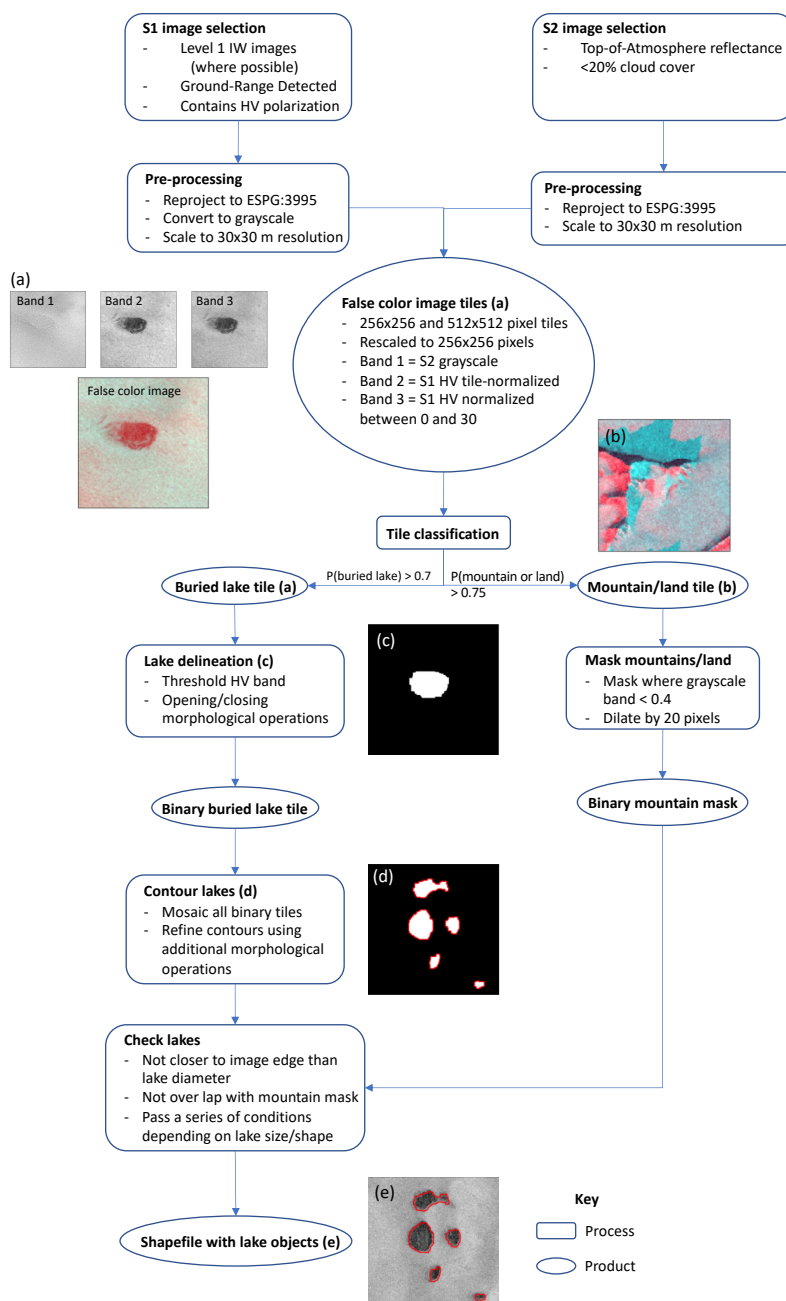 S1 image selection
- Level 1 IW images
(where possible)
- Ground-Range Detected
- Contains HV polarization
S2 image selection
- Top-of-Atmosphere reflectance
- <20% cloud cover
Pre-processing
- Reproject to ESPG:3995
- Convert to grayscale
- Scale to 30x30 m resolution
Pre-processing
- Reproject to ESPG:3995
- Scale to 30x30 m resolution
(a)
Band 1
Band 2
Band 3
False color image
False color image tiles (a)
- 256x256 and 512x512 pixel tiles
- Rescaled to 256x256 pixels
- Band 1 = S2 grayscale
- Band 2 = S1 HV tile-normalized
- Band 3 = S1 HV normalized
between 0 and 30
(b)
Tile classification
P(buried lake) > 0.7
P(mountain or land)
> 0.75
Buried lake tile (a)
Mountain/land tile (b)
Lake delineation (c)
- Threshold HV band
- Opening/closing
morphological operations
(c)
Mask mountains/land
- Mask where grayscale
band < 0.4
- Dilate by 20 pixels
Binary buried lake tile
Binary mountain mask
Contour lakes (d)
- Mosaic all binary tiles
- Refine contours using
additional morphological
operations
(d)
Check lakes
- Not closer to image edge than
lake diameter
- Not over lap with mountain mask
- Pass a series of conditions
depending on lake size/shape
(e)
Shapefile with lake objects (e)
Key
Process
Product